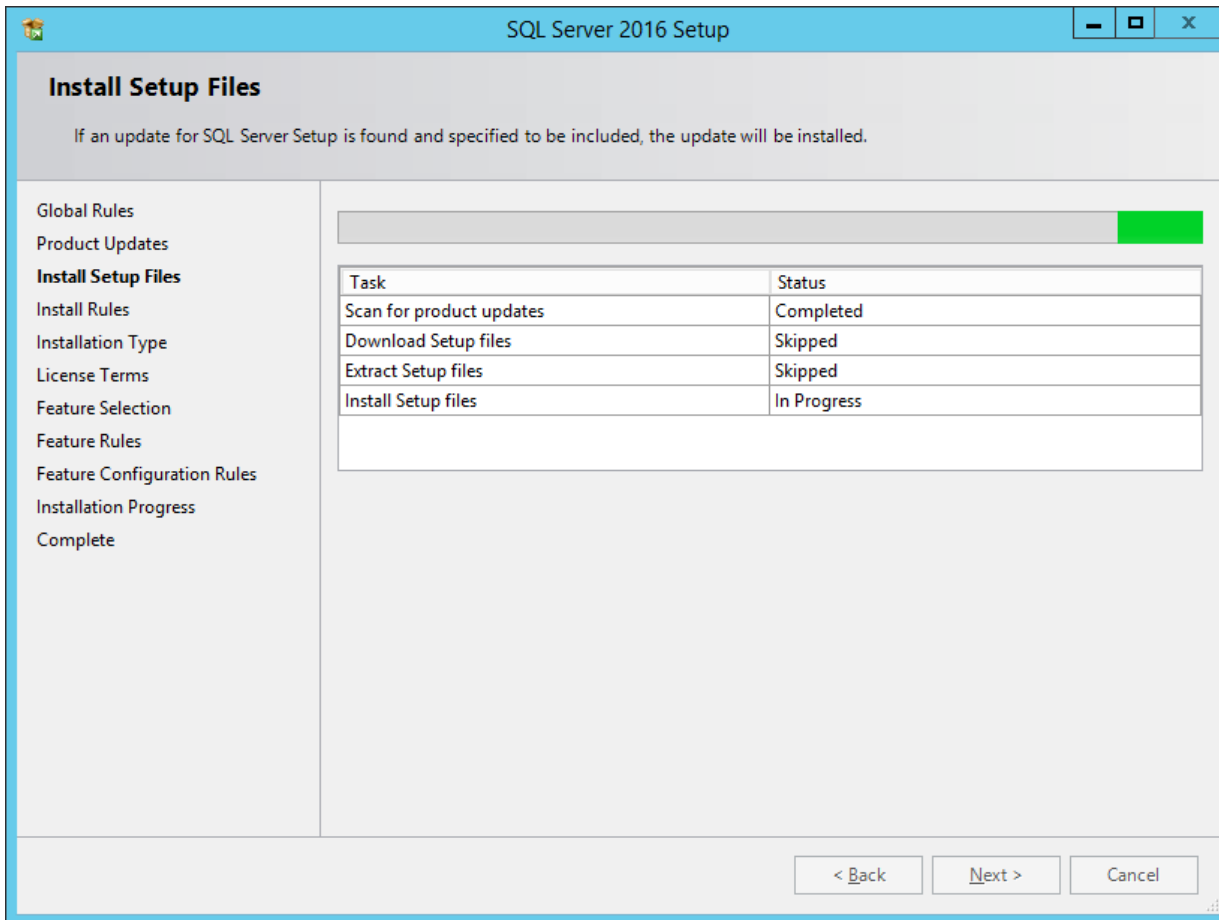 SQL Server 2016 Setup
Install Setup Files
If an update for SQL Server Setup is found and specified to be included, the update will be installed.
Global Rules
Product Updates
Install Setup Files
Install Rules
Installation Type
License Terms
Feature Selection
Feature Rules
Feature Configuration Rules
Installation Progress
Complete
Task Status
Scan for product updates Completed
Download Setup files Skipped
Extract Setup files Skipped
Install Setup files In Progress
< Back Next > Cancel